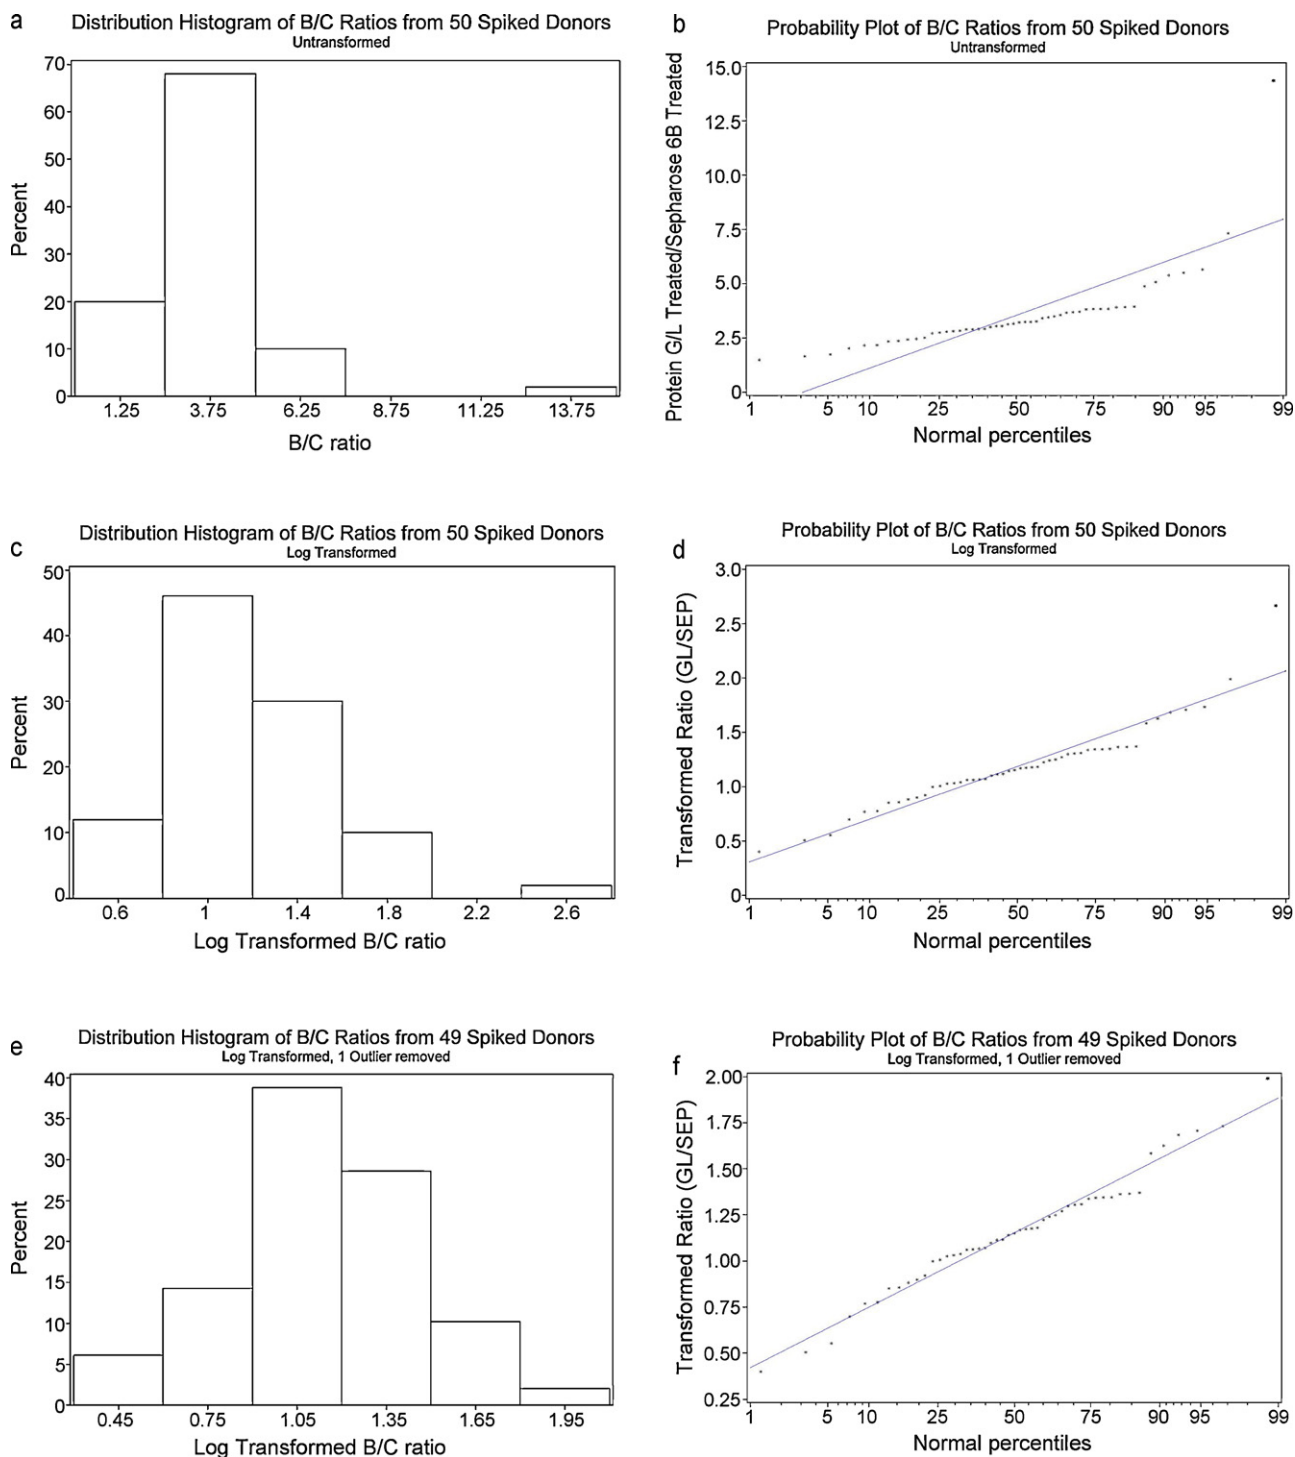 a
Distribution Histogram of B/C Ratios from 50 Spiked Donors
Untransformed
Percent
70
60
50
40
30
20
10
0
1.25 3.75 6.25 8.75 11.25 13.75
B/C ratio
b
Probability Plot of B/C Ratios from 50 Spiked Donors
Untransformed
Protein G/L Treated/Sepharose 6B Treated
15.0
12.5
10.0
7.5
5.0
2.5
0
1 5 10 25 50 75 90 95 99
Normal percentiles
c
Distribution Histogram of B/C Ratios from 50 Spiked Donors
Log Transformed
Percent
50
40
30
20
10
0
0.6 1 1.4 1.8 2.2 2.6
Log Transformed B/C ratio
d
Probability Plot of B/C Ratios from 50 Spiked Donors
Log Transformed
Transformed Ratio (GL/SEP)
3.0
2.5
2.0
1.5
1.0
0.5
0
1 5 10 25 50 75 90 95 99
Normal percentiles
e
Distribution Histogram of B/C Ratios from 49 Spiked Donors
Log Transformed, 1 Outlier removed
Percent
40
35
30
25
20
15
10
5
0
0.45 0.75 1.05 1.35 1.65 1.95
Log Transformed B/C ratio
f
Probability Plot of B/C Ratios from 49 Spiked Donors
Log Transformed, 1 Outlier removed
Transformed Ratio (GL/SEP)
2.00
1.75
1.50
1.25
1.00
0.75
0.50
0.25
1 5 10 25 50 75 90 95 99
Normal percentiles